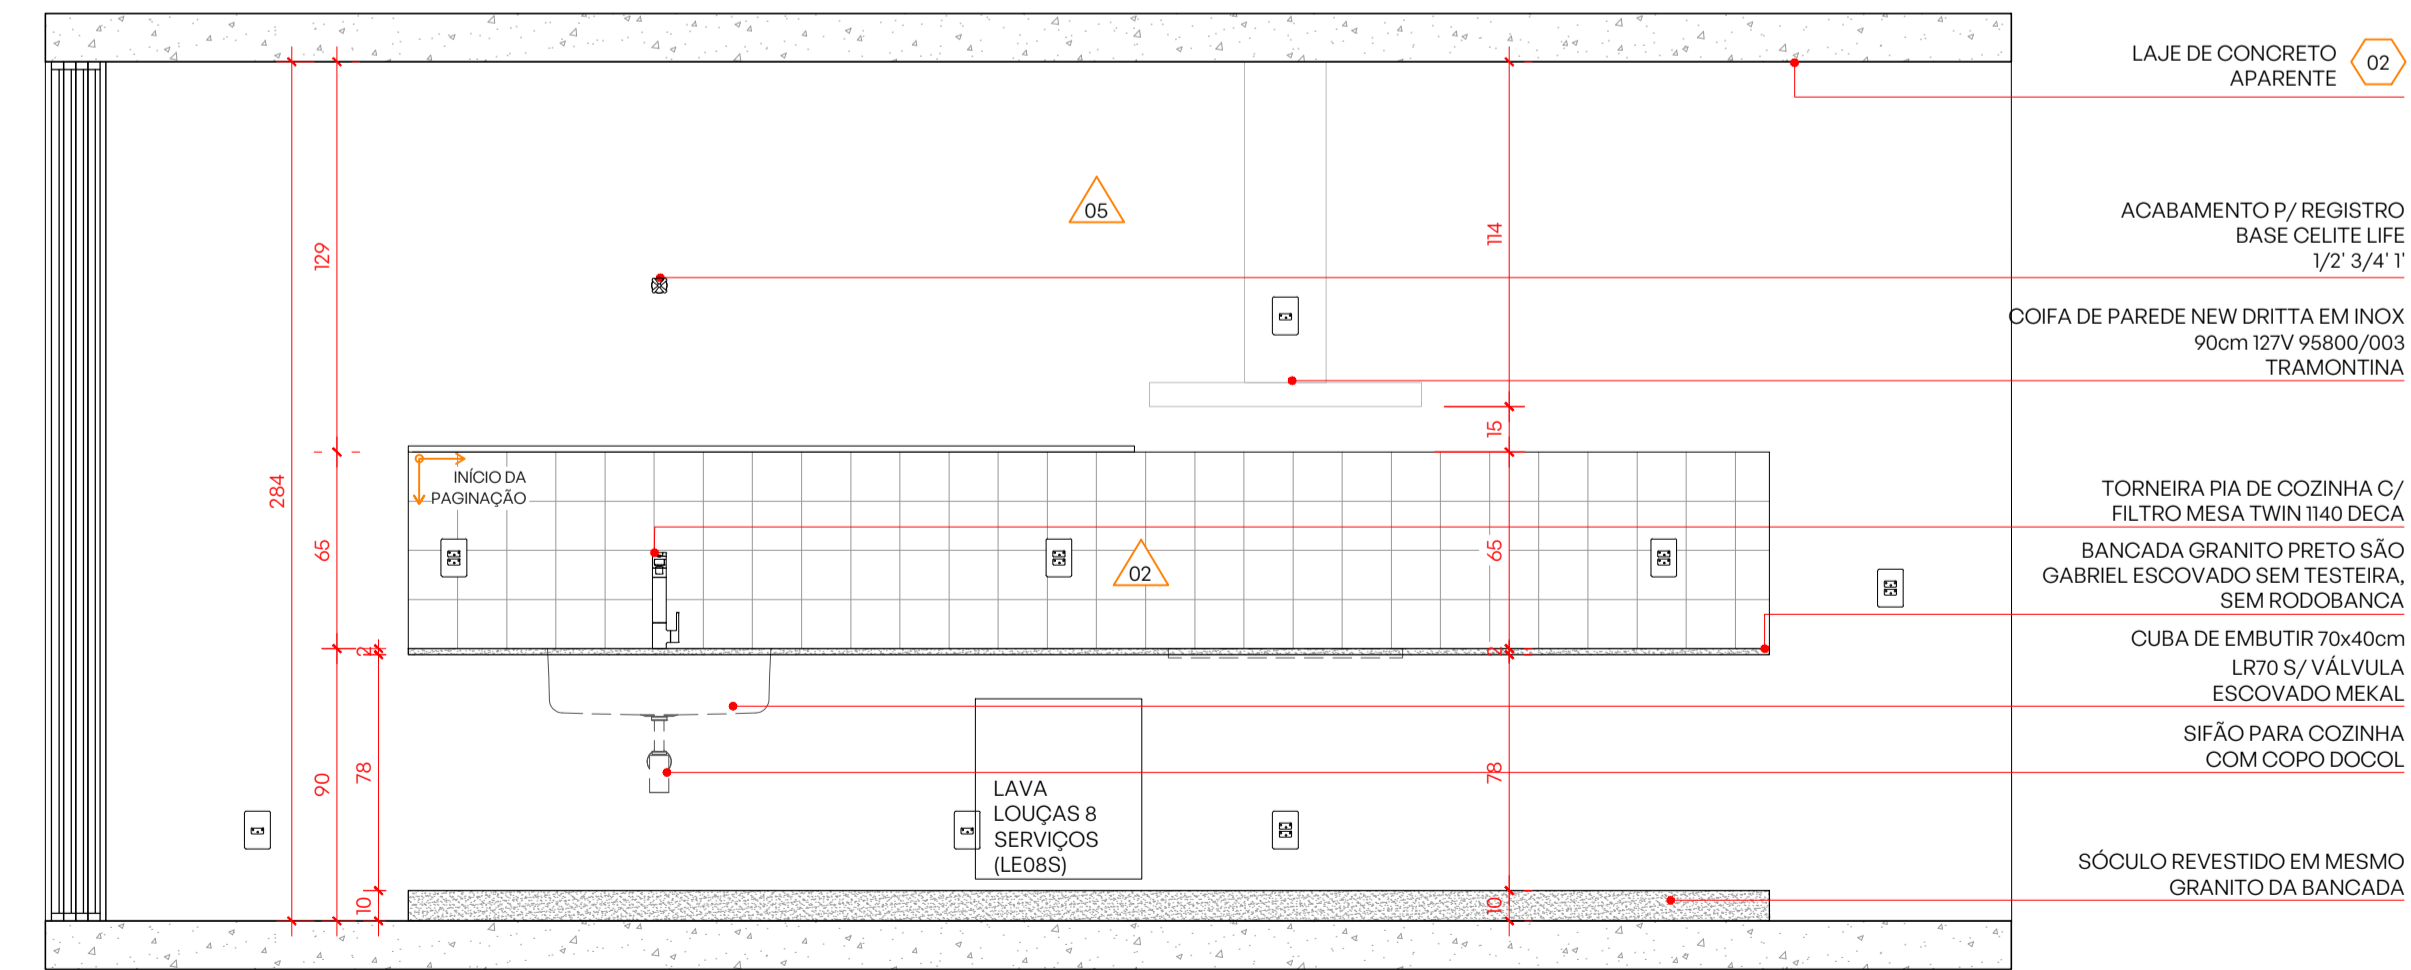 LAJE DE CONCRETO
APARENTE
02
05
129
114
ACABAMENTO P/ REGISTRO
BASE CELITE LIFE
1/2' 3/4' 1'
COIFA DE PAREDE NEW DRITTA EM INOX
90cm 127V 95800/003
TRAMONTINA
15
284
INÍCIO DA
PAGINAÇÃO
65
02
65
TORNEIRA PIA DE COZINHA C/
FILTRO MESA TWIN 1140 DECA
BANCADA GRANITO PRETO SÃO
GABRIEL ESCOVADO SEM TESTEIRA,
SEM RODOBANCA
2
2
CUBA DE EMBUTIR 70x40cm
LR70 S/ VÁLVULA
ESCOVADO MEKAL
90
78
78
SIFÃO PARA COZINHA
COM COPO DOCOL
LAVA
LOUÇAS 8
SERVIÇOS
(LE08S)
10
10
SÓCULO REVESTIDO EM MESMO
GRANITO DA BANCADA